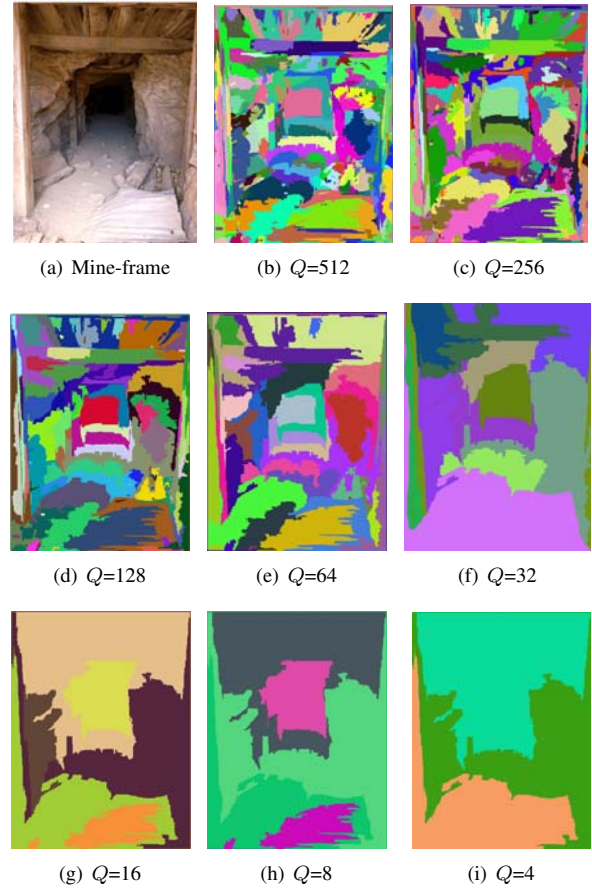 (a) Mine-frame
(b) Q=512
(c) Q=256
(d) Q=128
(e) Q=64
(f) Q=32
(g) Q=16
(h) Q=8
(i) Q=4